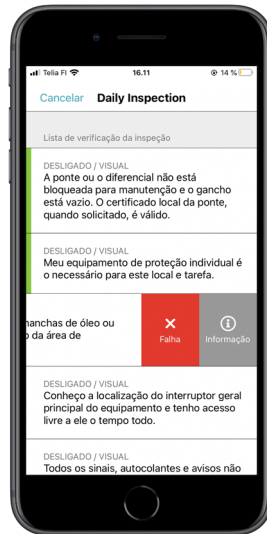 Telia FI
16.11
14 %
Cancelar
Daily Inspection
Lista de verificação da inspeção
DESLIGADO / VISUAL
A ponte ou o diferencial não está
bloqueada para manutenção e o gancho
está vazio. O certificado local da ponte,
quando solicitado, é válido.
DESLIGADO / VISUAL
Meu equipamento de proteção individual é
o necessário para este local e tarefa.
manchas de óleo ou
o da área de
Falha
Informação
DESLIGADO / VISUAL
Conheço a localização do interruptor geral
principal do equipamento e tenho acesso
livre a ele o tempo todo.
DESLIGADO / VISUAL
Todos os sinais, autocolantes e avisos não